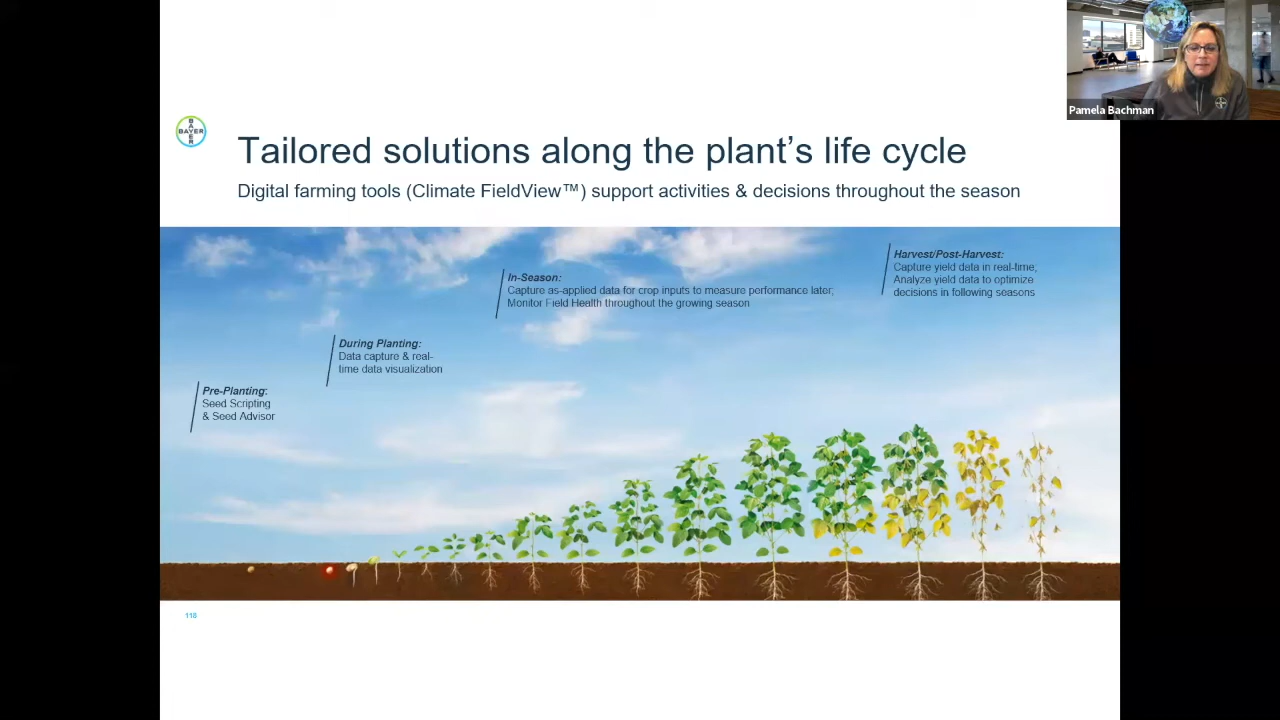 Pamela Bachman
BAYER
BAYER
Tailored solutions along the plant's life cycle
Digital farming tools (Climate FieldView™) support activities & decisions throughout the season
Harvest/Post-Harvest:
Capture yield data in real-time;
Analyze yield data to optimize
decisions in following seasons
In-Season:
Capture as-applied data for crop inputs to measure performance later;
Monitor Field Health throughout the growing season
During Planting:
Data capture & real-
time data visualization
Pre-Planting:
Seed Scripting
& Seed Advisor
118